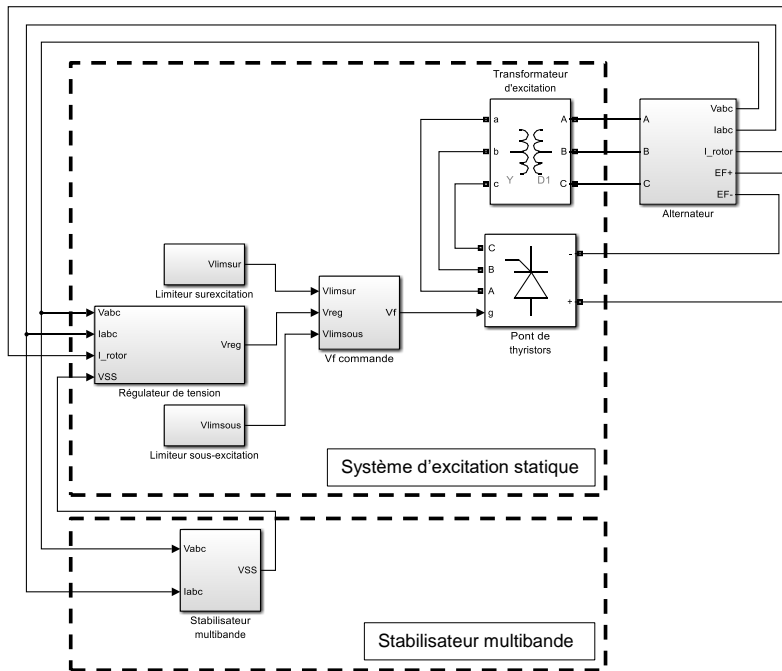 Transformateur
d'excitation
a
A
b
B
c
C
Y
D1
A
B
C
Vabc
Iabc
I_rotor
EF+
EF-
Alternateur
C
B
A
g
-
+
Pont de
thyristors
Vlimsur
Limiteur surexcitation
Vlimsur
Vreg
Vlimsous
Vf
Vf commande
Vabc
Iabc
I_rotor
VSS
Vreg
Régulateur de tension
Vlimsous
Limiteur sous-excitation
Système d'excitation statique
Vabc
Iabc
VSS
Stabilisateur
multibande
Stabilisateur multibande